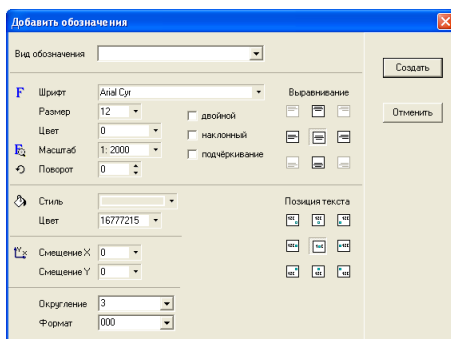 Добавить обозначения
Вид обозначения
Создать
Шрифт Arial Cyr Выравнивание
Размер 12 двойной Отменить
Цвет 0 наклонный
Масштаб 1: 2000 подчёркивание
Поворот 0
Стиль Позиция текста
Цвет 16777215
Смещение X 0
Смещение Y 0
Округление 3
Формат 000